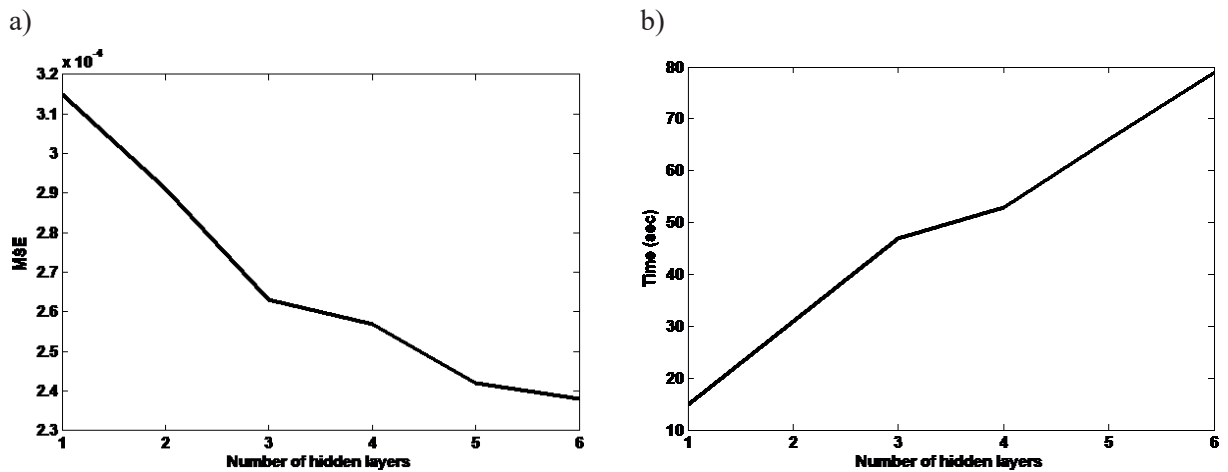 a)
x 10-4
3.2
3.1
3
2.9
2.8
2.7
2.6
2.5
2.4
2.3
MSE
1 2 3 4 5 6
Number of hidden layers
b)
80
70
60
50
40
30
20
10
Time (sec)
1 2 3 4 5 6
Number of hidden layers